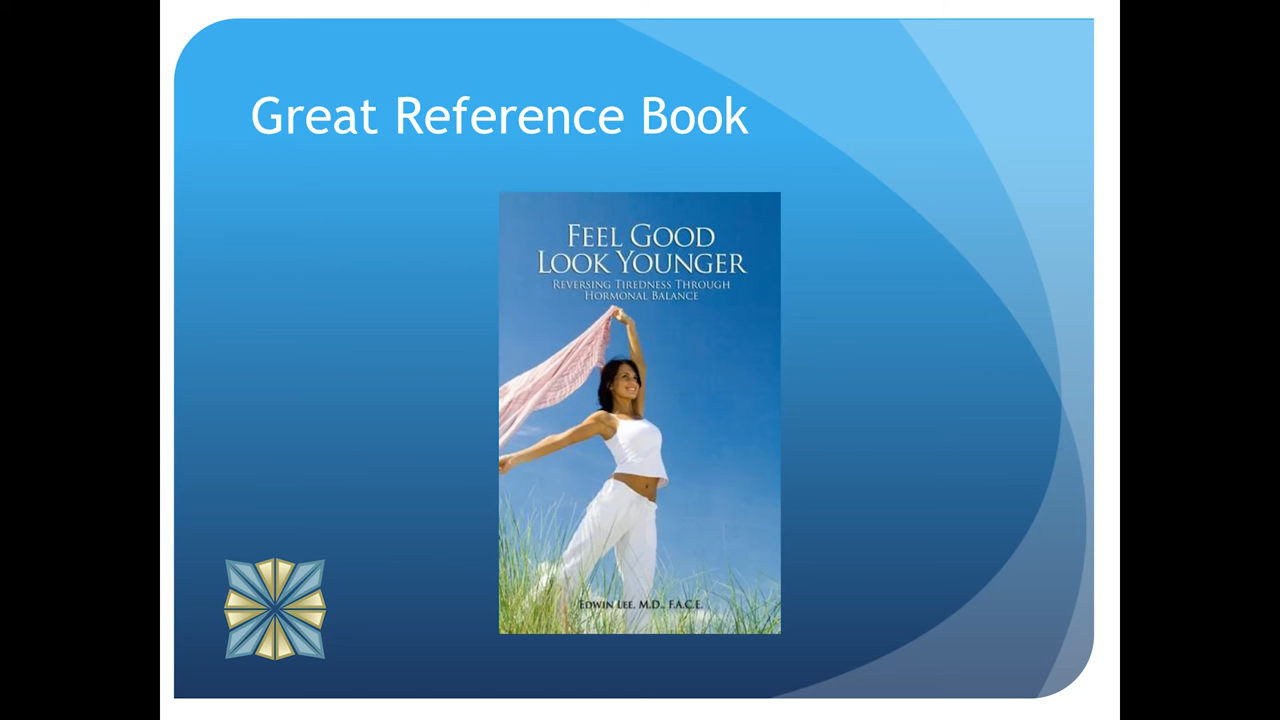 Great Reference Book
FEEL GOOD
LOOK YOUNGER
REVERSING TIREDNESS THROUGH
HORMONAL BALANCE
EDWIN LEE, M.D., F.A.C.E.